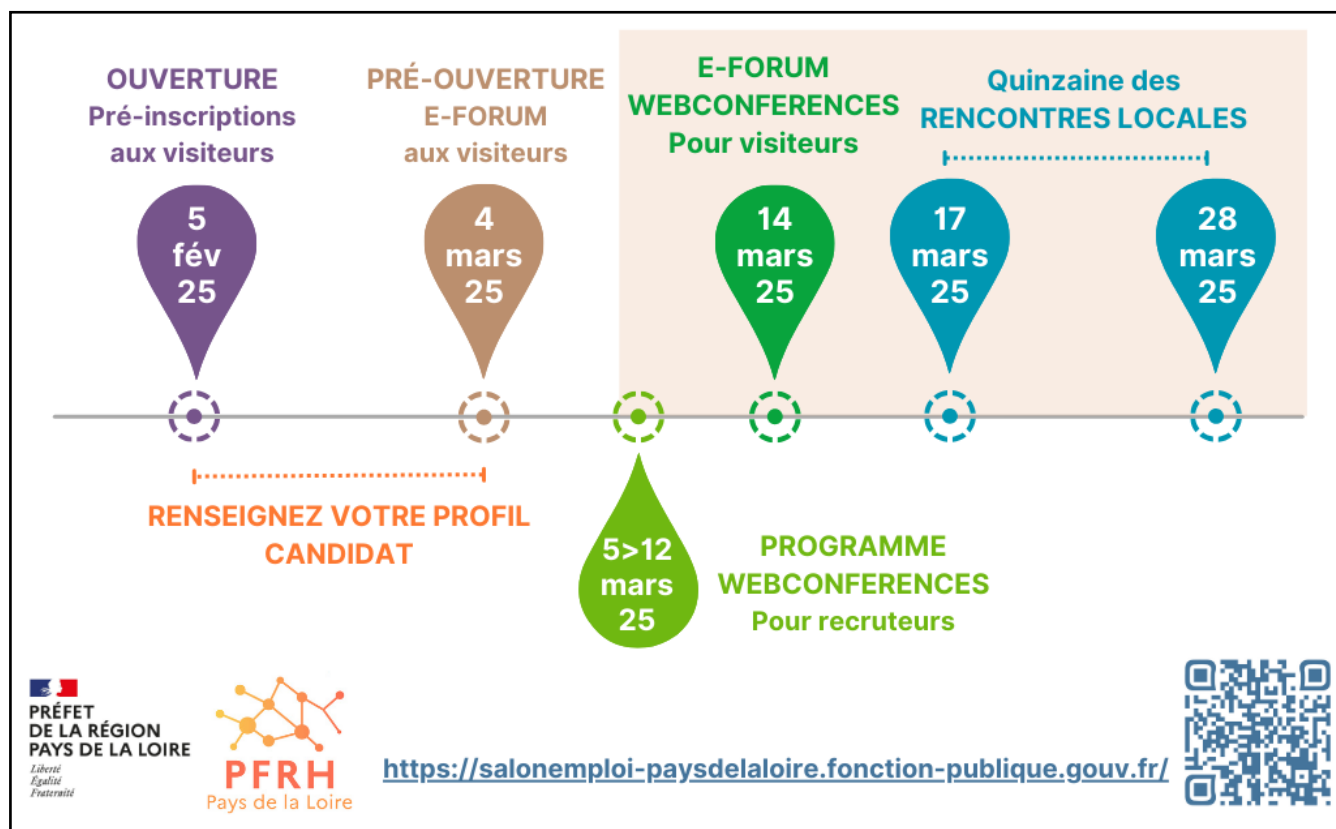 OUVERTURE
Pré-inscriptions
aux visiteurs
5
fév
25
PRÉ-OUVERTURE
E-FORUM
aux visiteurs
4
mars
25
E-FORUM
WEBCONFERENCES
Pour visiteurs
14
mars
25
Quinzaine des
RENCONTRES LOCALES
17
mars
25
28
mars
25
RENSEIGNEZ VOTRE PROFIL
CANDIDAT
5>12
mars
25
PROGRAMME
WEBCONFERENCES
Pour recruteurs
PRÉFET
DE LA RÉGION
PAYS DE LA LOIRE
Liberté
Égalité
Fraternité
PFRH
Pays de la Loire
https://salonemploi-paysdelaloire.fonction-publique.gouv.fr/